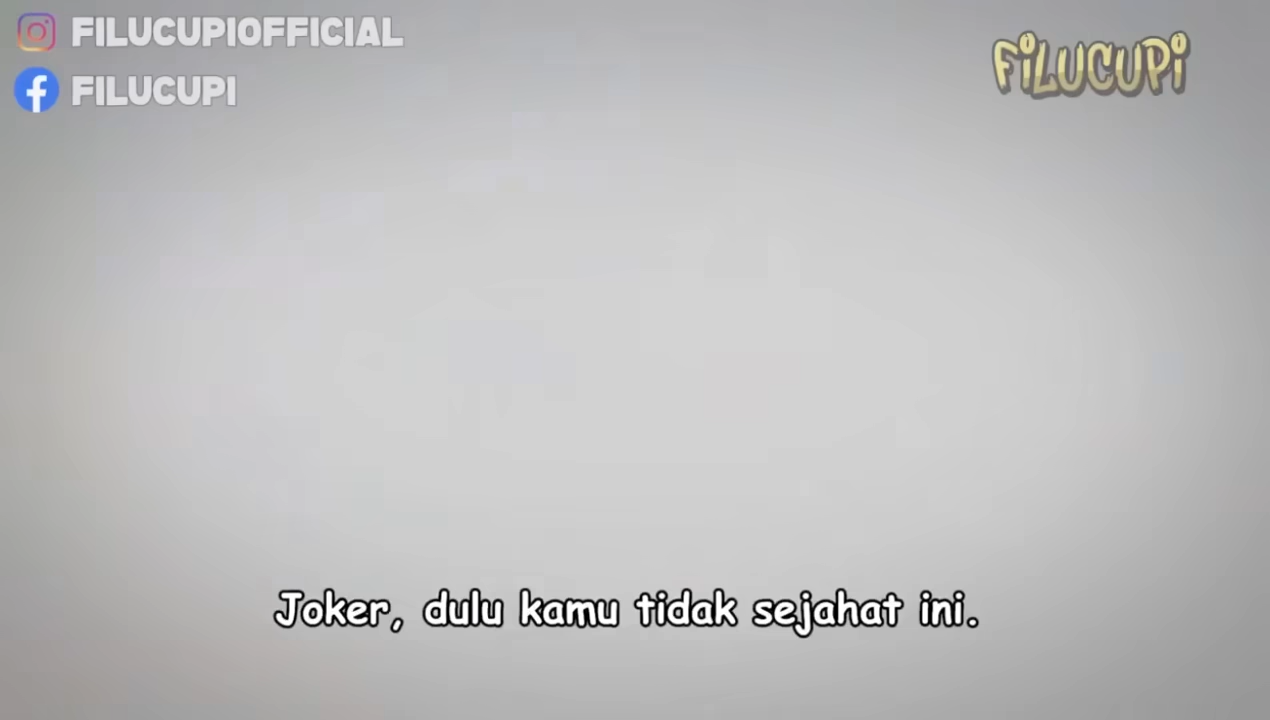 FILUCUPIOFFICIAL
FILUCUPI
FILUCUPI
Joker, dulu kamu tidak sejahat ini.